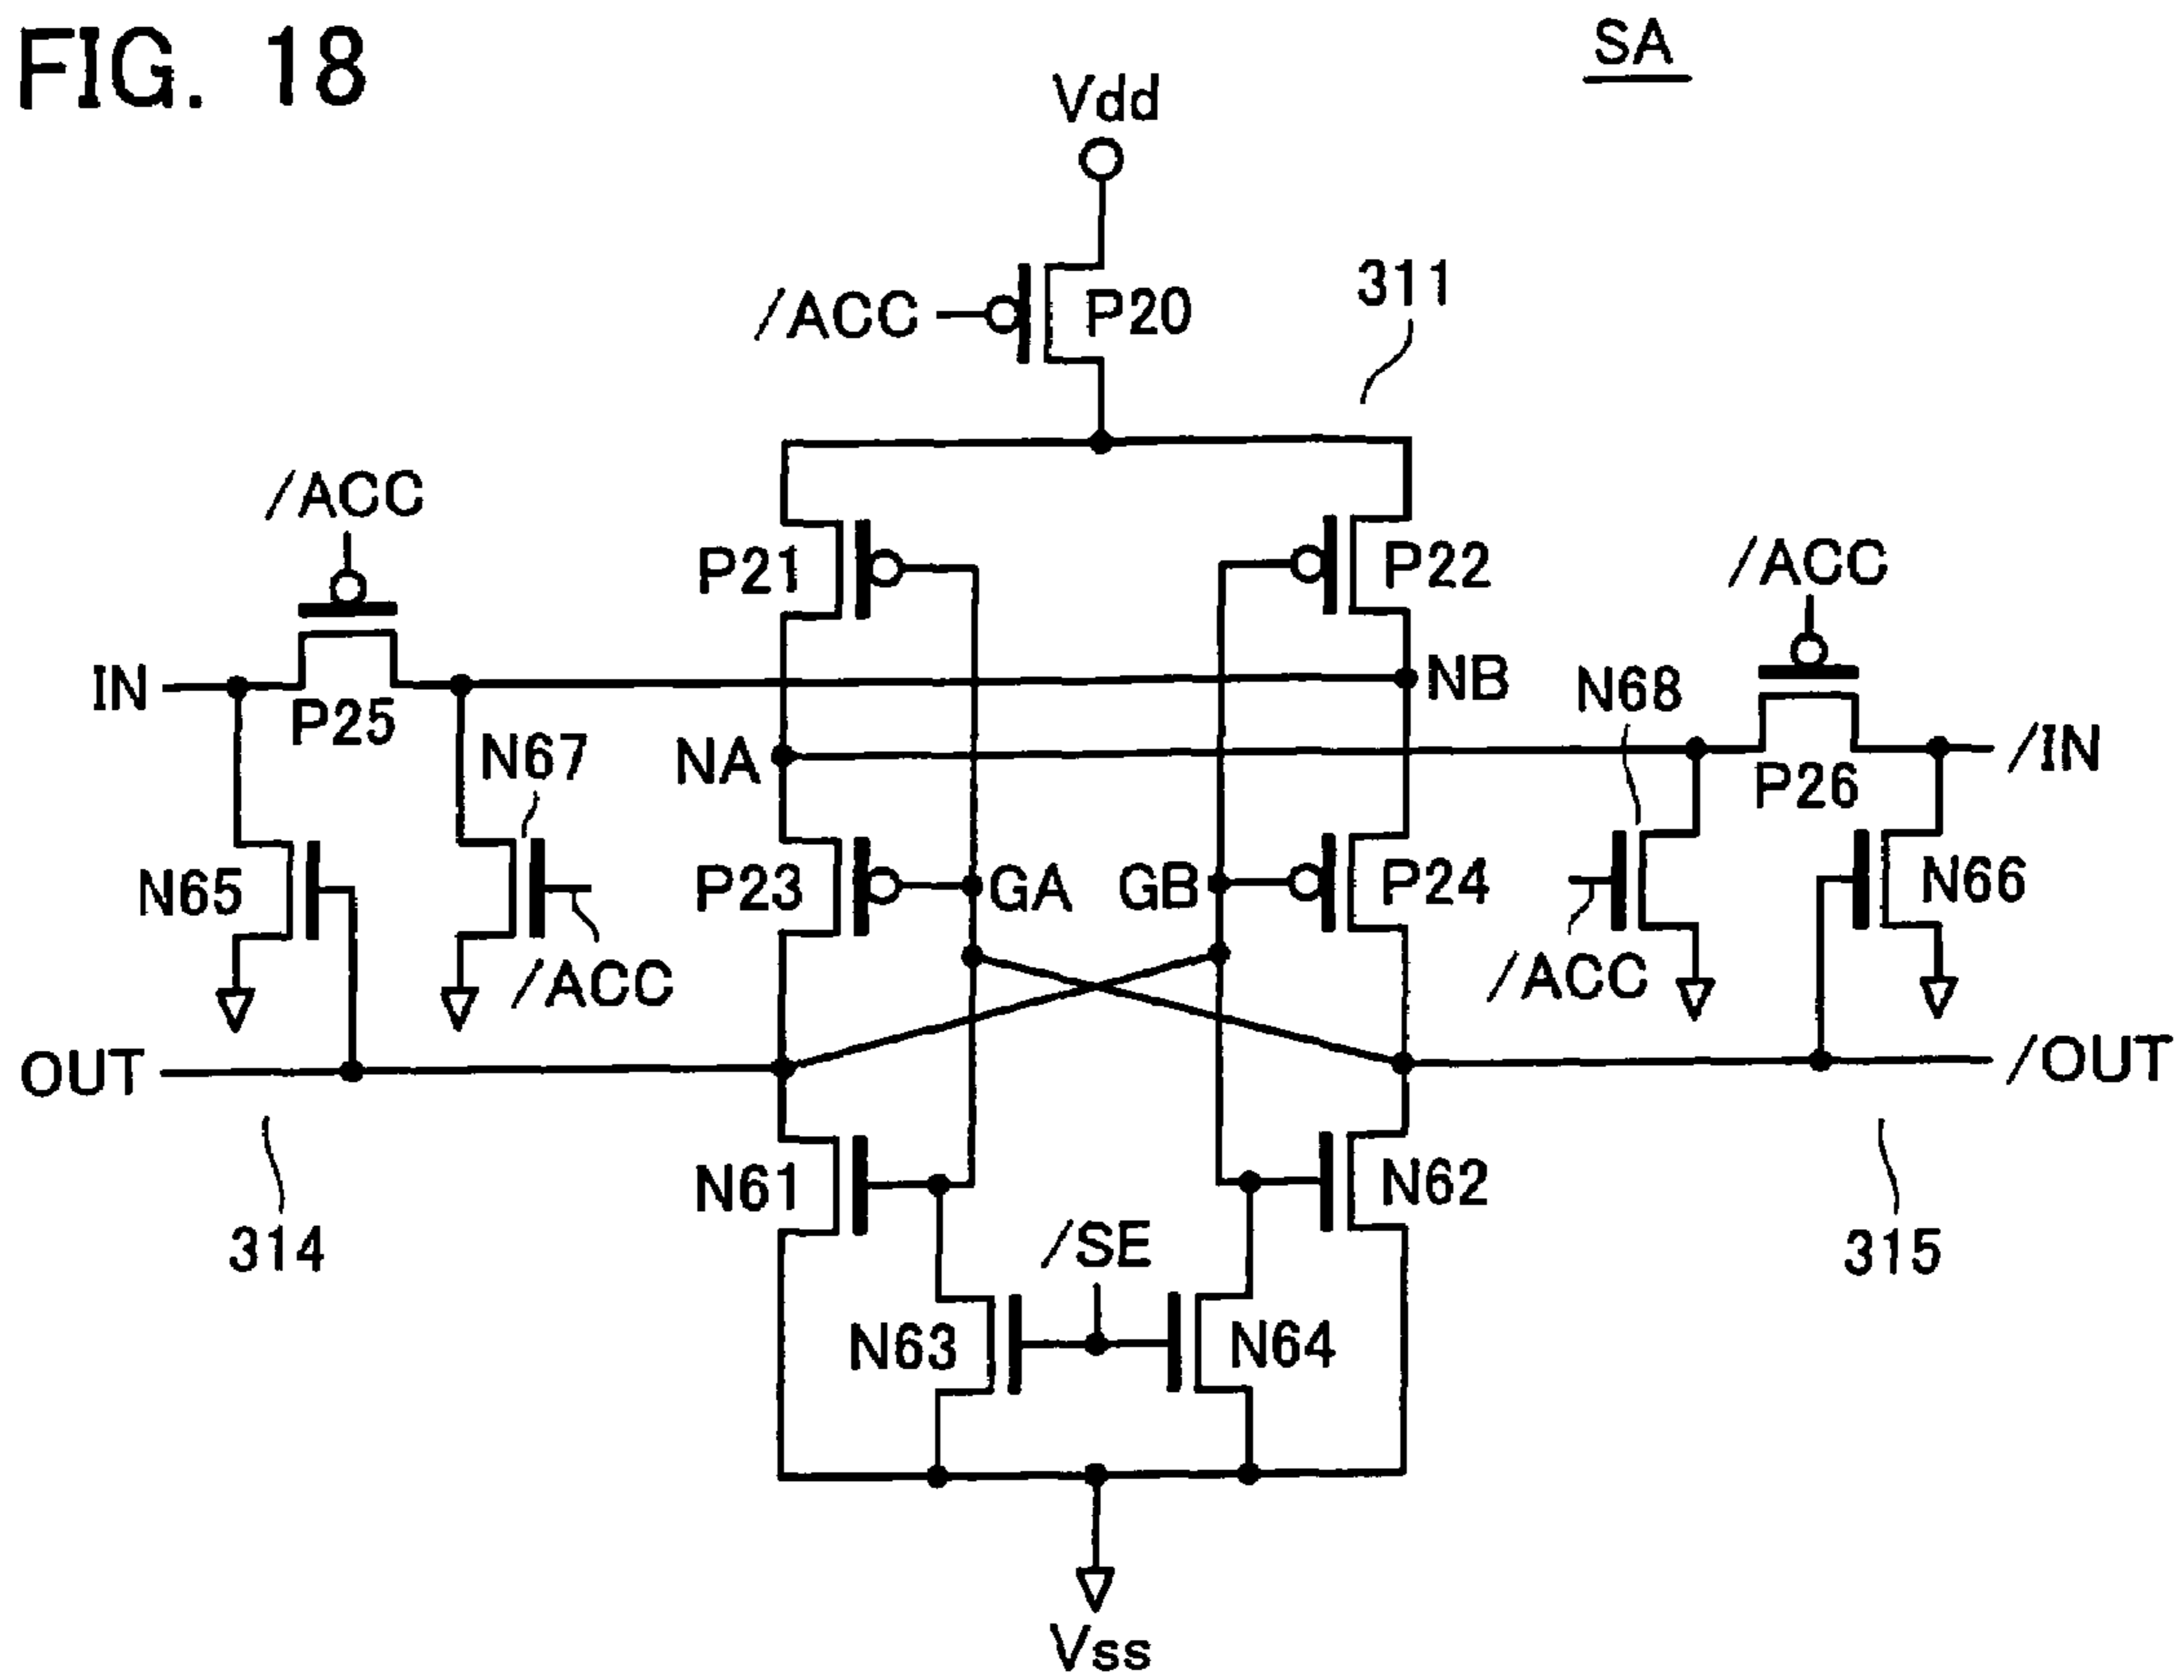 FIG. 18
SA
Vdd
/ACC
P20
311
/ACC
P21
P22
/ACC
IN
P25
NB
N68
N67
NA
P26
/IN
N65
P23
GA
GB
P24
N66
/ACC
/ACC
OUT
/OUT
N61
N62
/SE
314
315
N63
N64
Vss